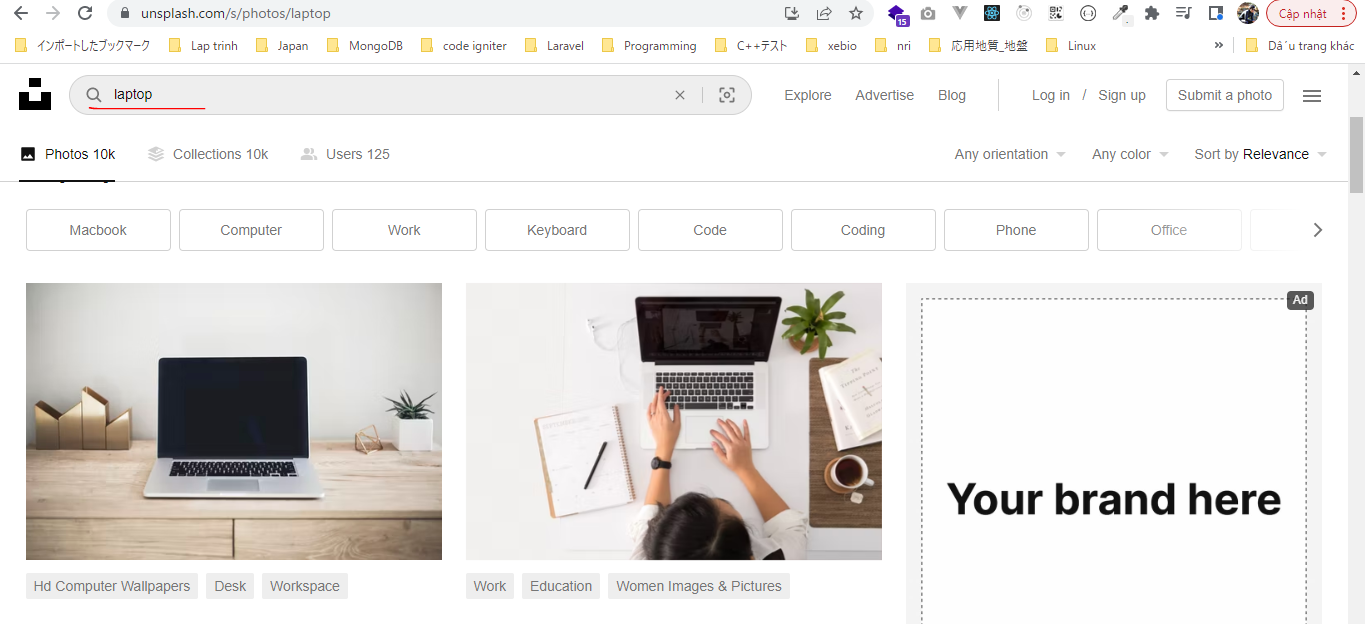 unsplash.com/s/photos/laptop
15
Cập nhật
インポートしたブックマーク Lap trinh Japan MongoDB code igniter Laravel Programming C++テスト xebio nri 応用地質_地盤 Linux » Dấu trang khác
laptop Explore Advertise Blog Log in / Sign up Submit a photo
Photos 10k Collections 10k Users 125 Any orientation Any color Sort by Relevance
Macbook Computer Work Keyboard Code Coding Phone Office
Ad
Your brand here
Hd Computer Wallpapers Desk Workspace Work Education Women Images & Pictures